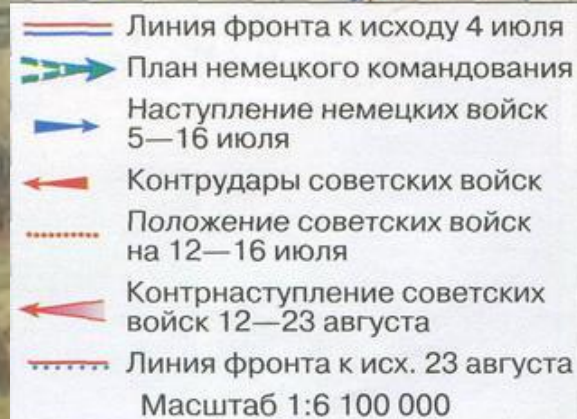 Линия фронта к исходу 4 июля
План немецкого командования
Наступление немецких войск
5—16 июля
Контрудары советских войск
Положение советских войск
на 12—16 июля
Контрнаступление советских
войск 12—23 августа
Линия фронта к исх. 23 августа
Масштаб 1:6 100 000